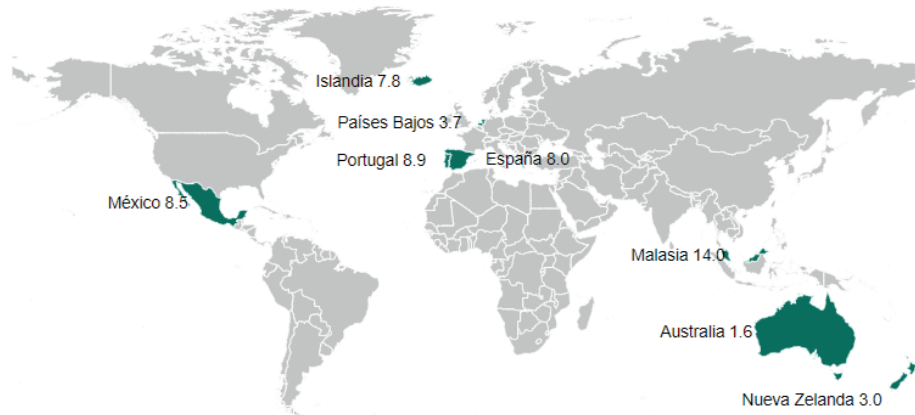 Islandia 7.8
Países Bajos 3.7
Portugal 8.9
España 8.0
México 8.5
Malasia 14.0
Australia 1.6
Nueva Zelanda 3.0